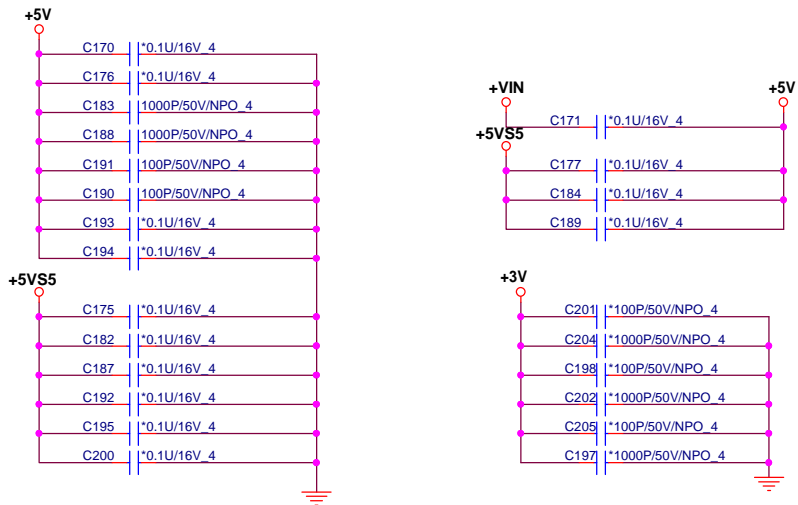 +5V
C170 *0.1U/16V_4
C176 *0.1U/16V_4
C183 1000P/50V/NPO_4
C188 1000P/50V/NPO_4
C191 100P/50V/NPO_4
C190 100P/50V/NPO_4
C193 *0.1U/16V_4
C194 *0.1U/16V_4
+5VS5
C175 *0.1U/16V_4
C182 *0.1U/16V_4
C187 *0.1U/16V_4
C192 *0.1U/16V_4
C195 *0.1U/16V_4
C200 *0.1U/16V_4
+VIN +5V
C171 *0.1U/16V_4
+5VS5
C177 *0.1U/16V_4
C184 *0.1U/16V_4
C189 *0.1U/16V_4
+3V
C201 *100P/50V/NPO_4
C204 *1000P/50V/NPO_4
C198 *100P/50V/NPO_4
C202 *1000P/50V/NPO_4
C205 *100P/50V/NPO_4
C197 *1000P/50V/NPO_4